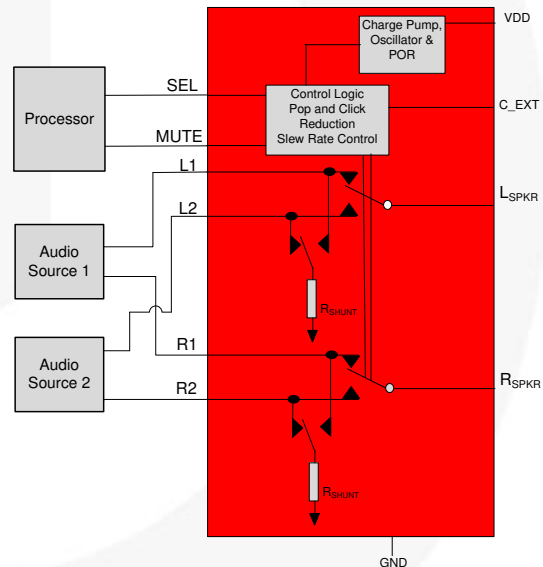 Charge Pump,
Oscillator &
POR
VDD
SEL
Control Logic
Pop and Click
Reduction
Slew Rate Control
C_EXT
Processor
MUTE
L1
LSPKR
L2
Audio
Source 1
RSHUNT
R1
Audio
Source 2
RSPKR
R2
RSHUNT
GND